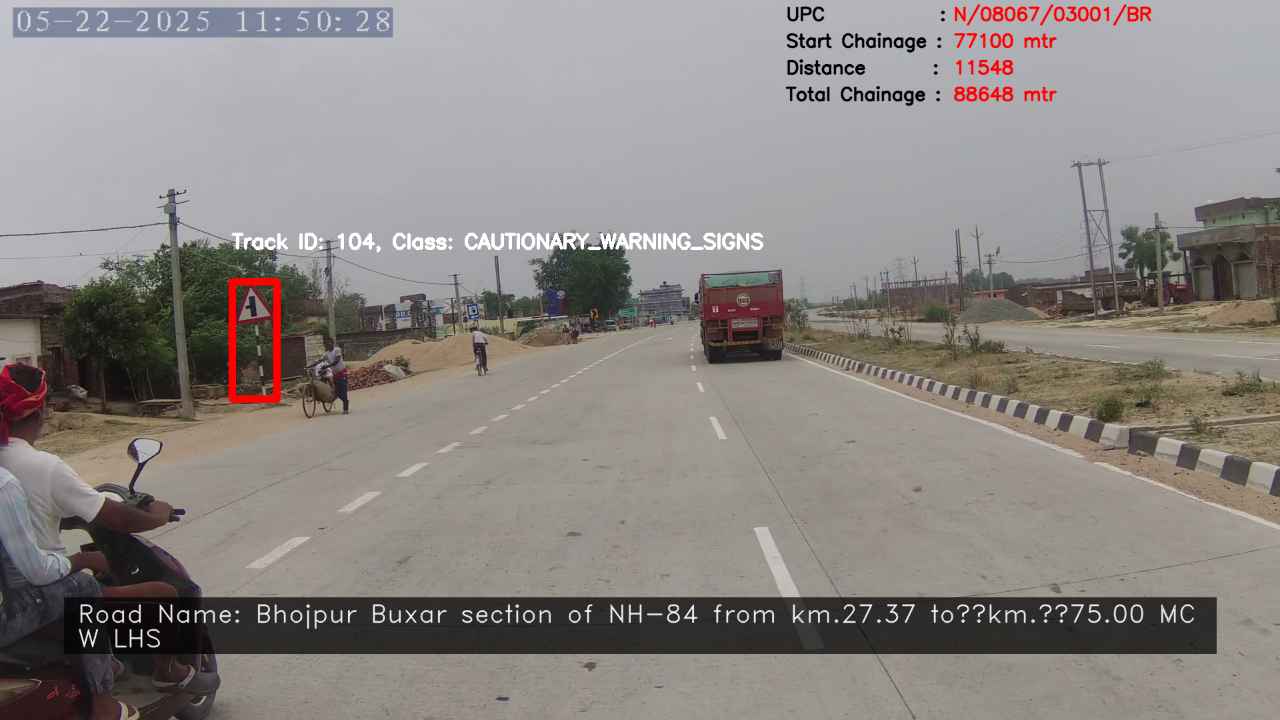 05-22-2025 11:50:28
UPC : N/08067/03001/BR
Start Chainage : 77100 mtr
Distance : 11548
Total Chainage : 88648 mtr
Track ID: 104, Class: CAUTIONARY_WARNING_SIGNS
Road Name: Bhojpur Buxar section of NH-84 from km.27.37 to??km.??75.00 MC
W LHS